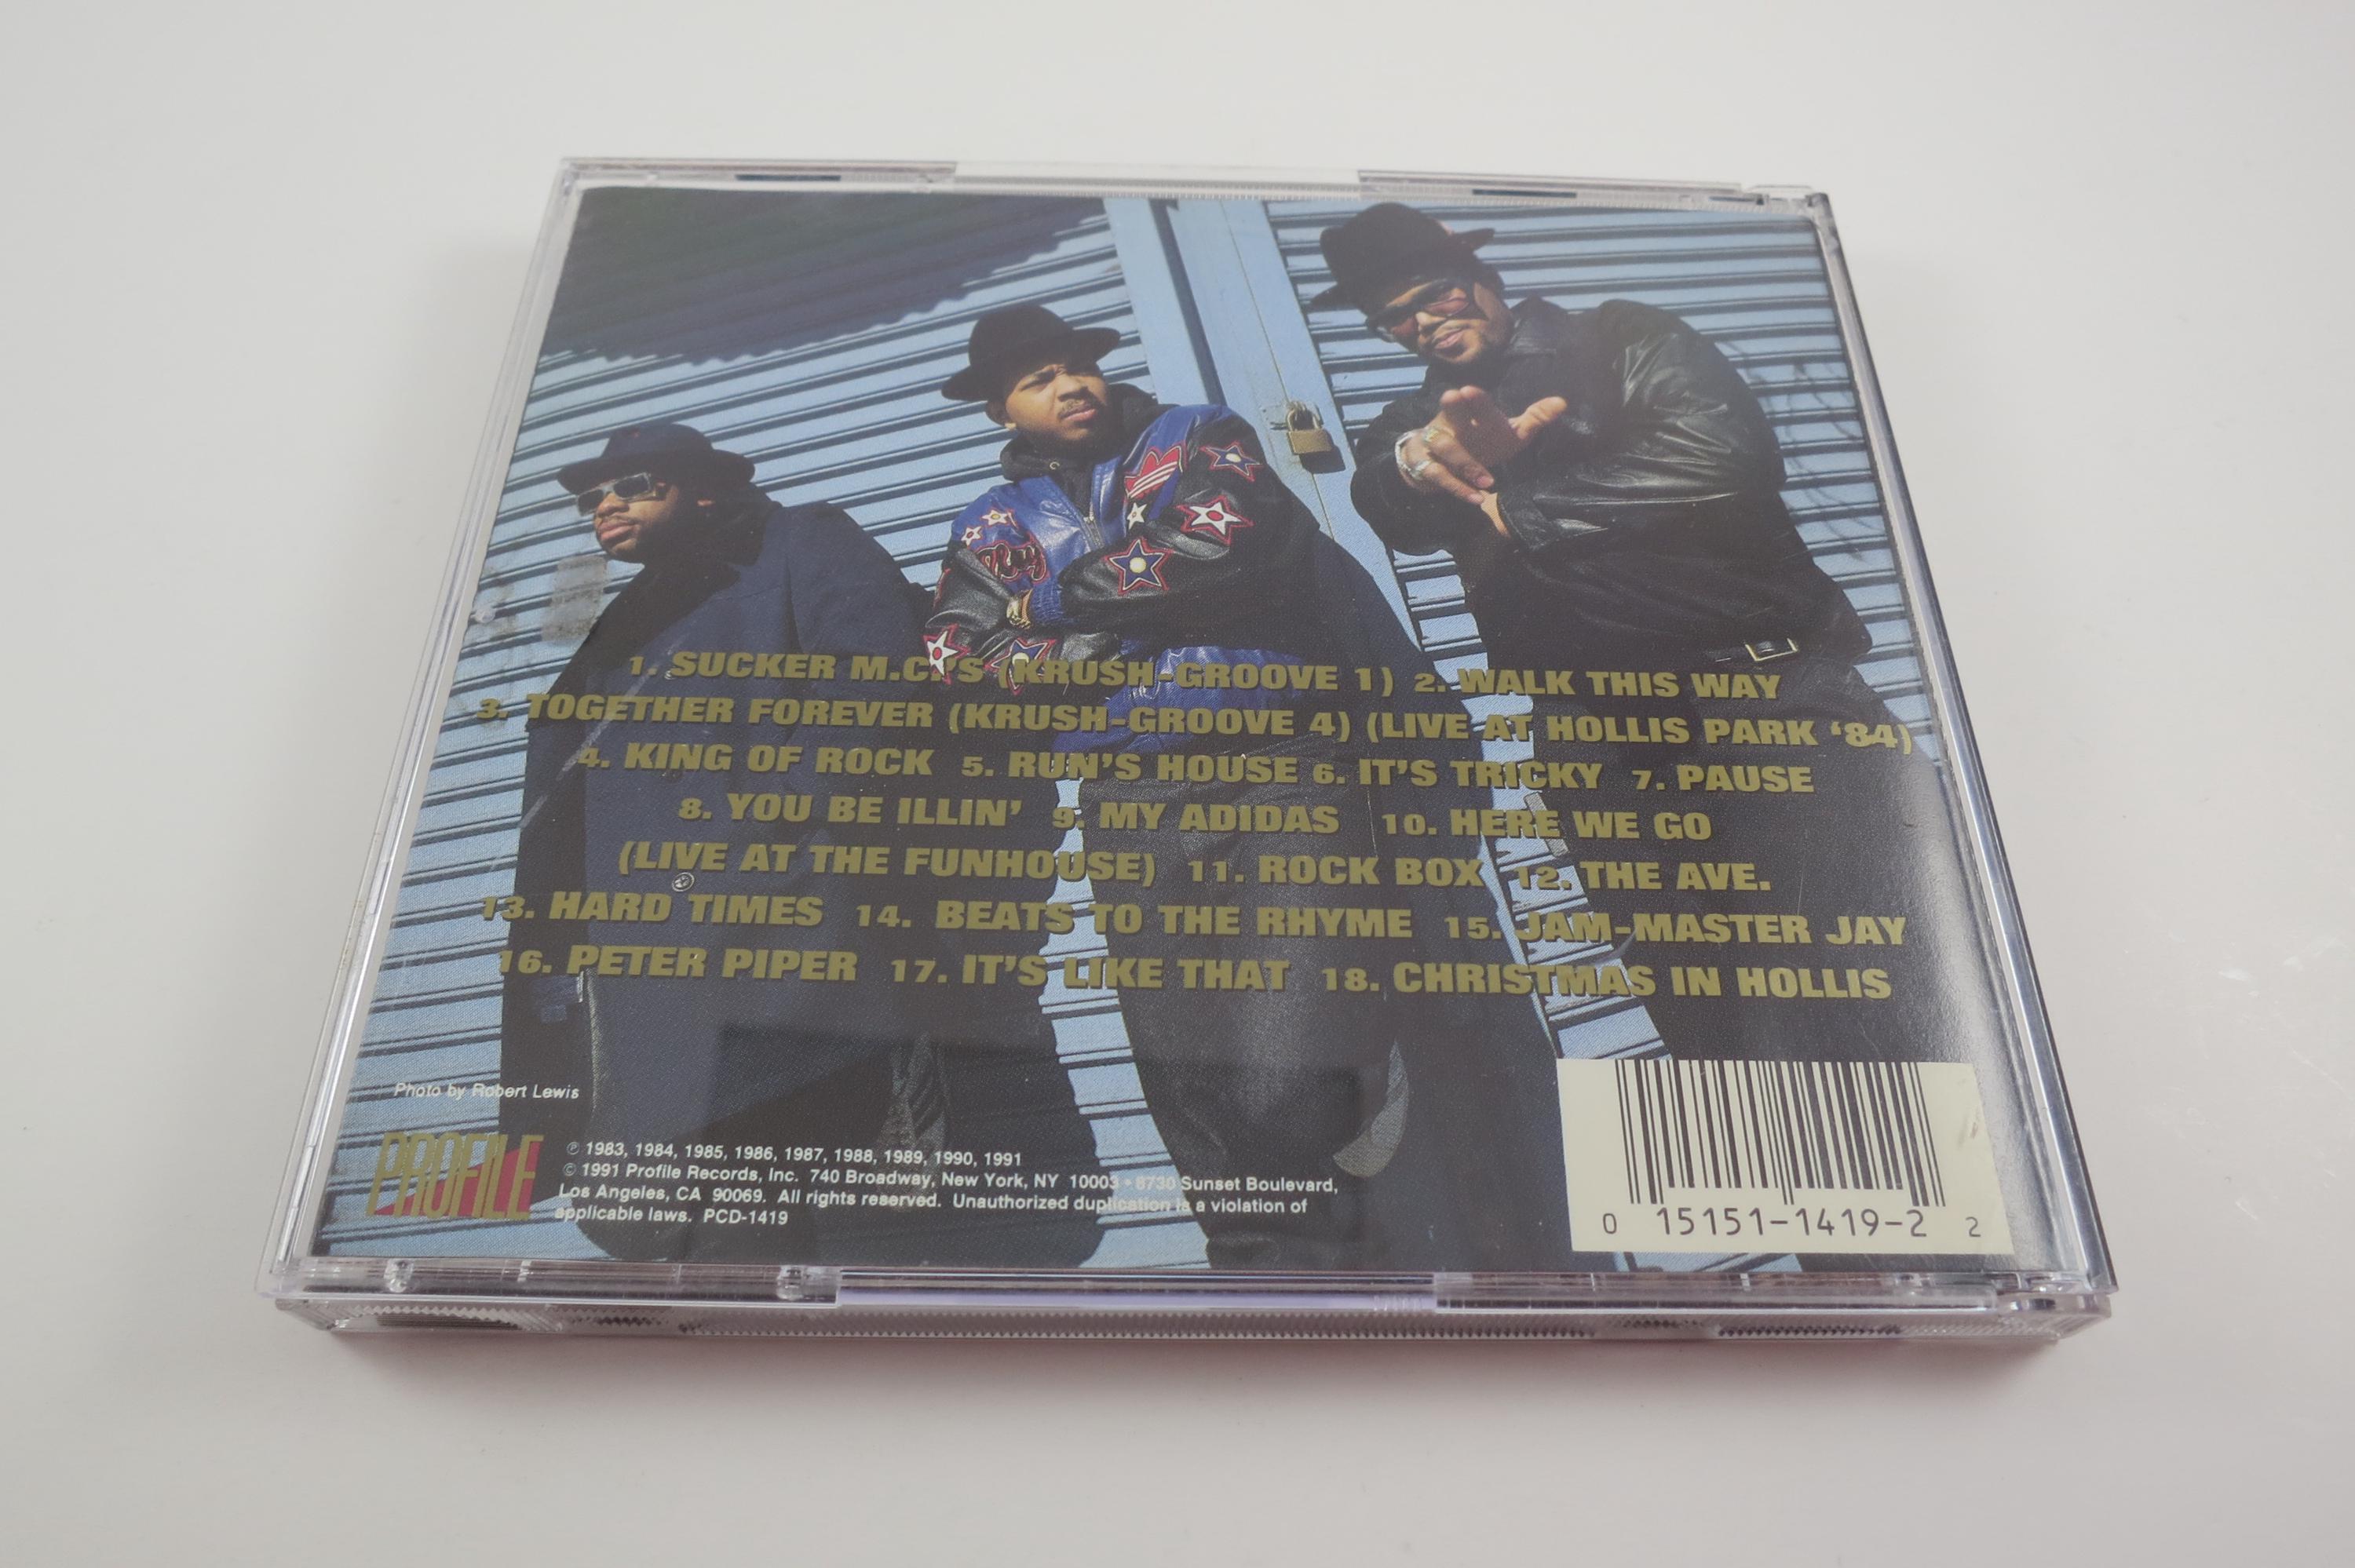 1. SUCKER M.C.'S (KRUSH-GROOVE 1) 2. WALK THIS WAY
3. TOGETHER FOREVER (KRUSH-GROOVE 4) (LIVE AT HOLLIS PARK '84)
4. KING OF ROCK 5. RUN'S HOUSE 6. IT'S TRICKY 7. PAUSE
8. YOU BE ILLIN' 9. MY ADIDAS 10. HERE WE GO
(LIVE AT THE FUNHOUSE) 11. ROCK BOX 12. THE AVE.
13. HARD TIMES 14. BEATS TO THE RHYME 15. JAM-MASTER JAY
16. PETER PIPER 17. IT'S LIKE THAT 18. CHRISTMAS IN HOLLIS
Photo by Robert Lewis
PROFILE
℗ 1983, 1984, 1985, 1986, 1987, 1988, 1989, 1990, 1991
© 1991 Profile Records, Inc. 740 Broadway, New York, NY 10003 • 8730 Sunset Boulevard,
Los Angeles, CA 90069. All rights reserved. Unauthorized duplication is a violation of
applicable laws. PCD-1419
0 15151-1419-2 2